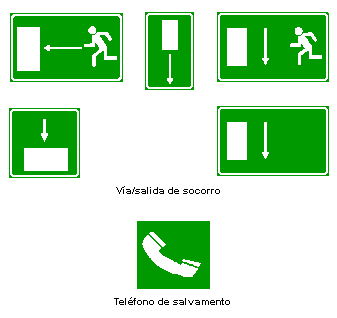 Vía/salida de socorro
Teléfono de salvamento